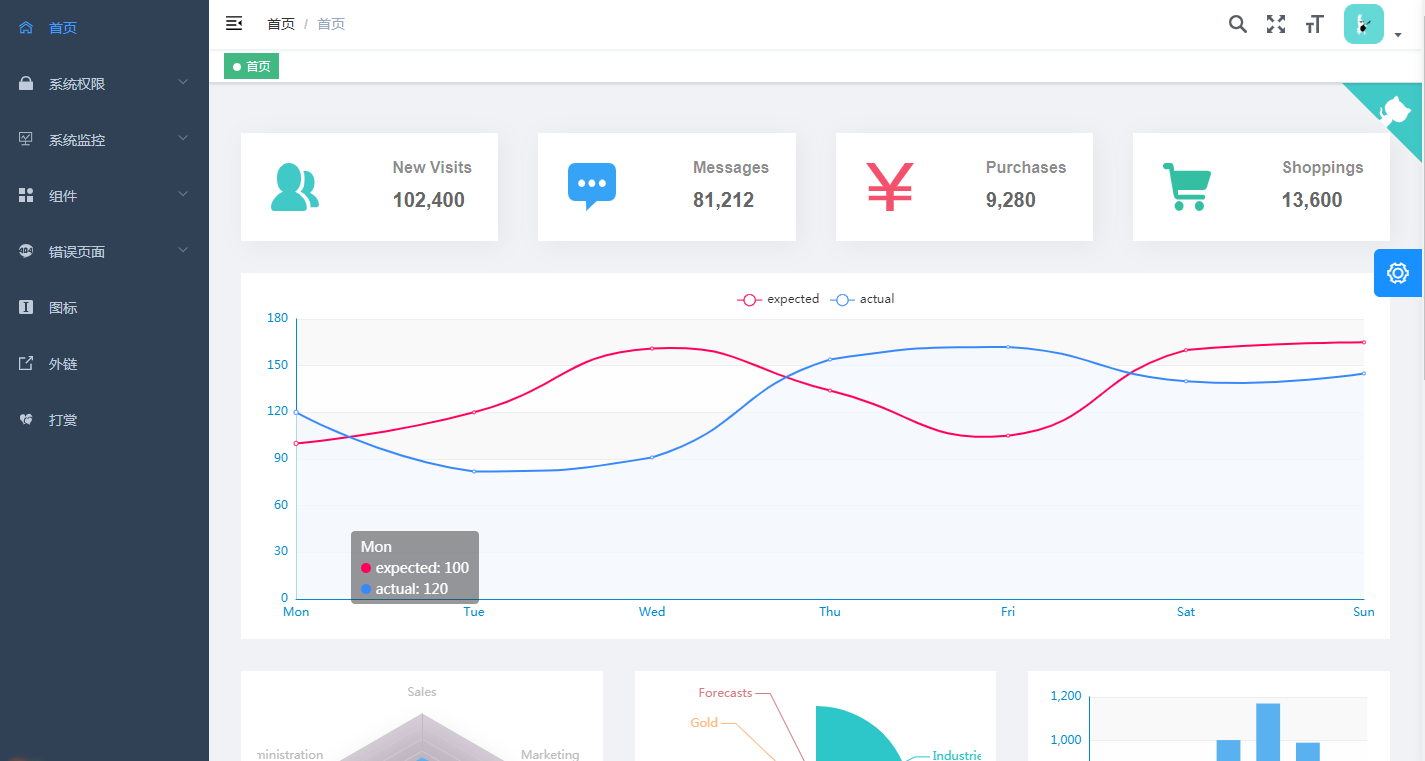 首页
系统权限
系统监控
组件
错误页面
图标
外链
打赏
首页 / 首页
首页
New Visits
102,400
Messages
81,212
Purchases
9,280
Shoppings
13,600
expected actual
180
150
120
90
60
30
0
Mon
expected: 100
actual: 120
Mon Tue Wed Thu Fri Sat Sun
Sales
ministration
Marketing
Forecasts
Gold
Industrie
1,200
1,000